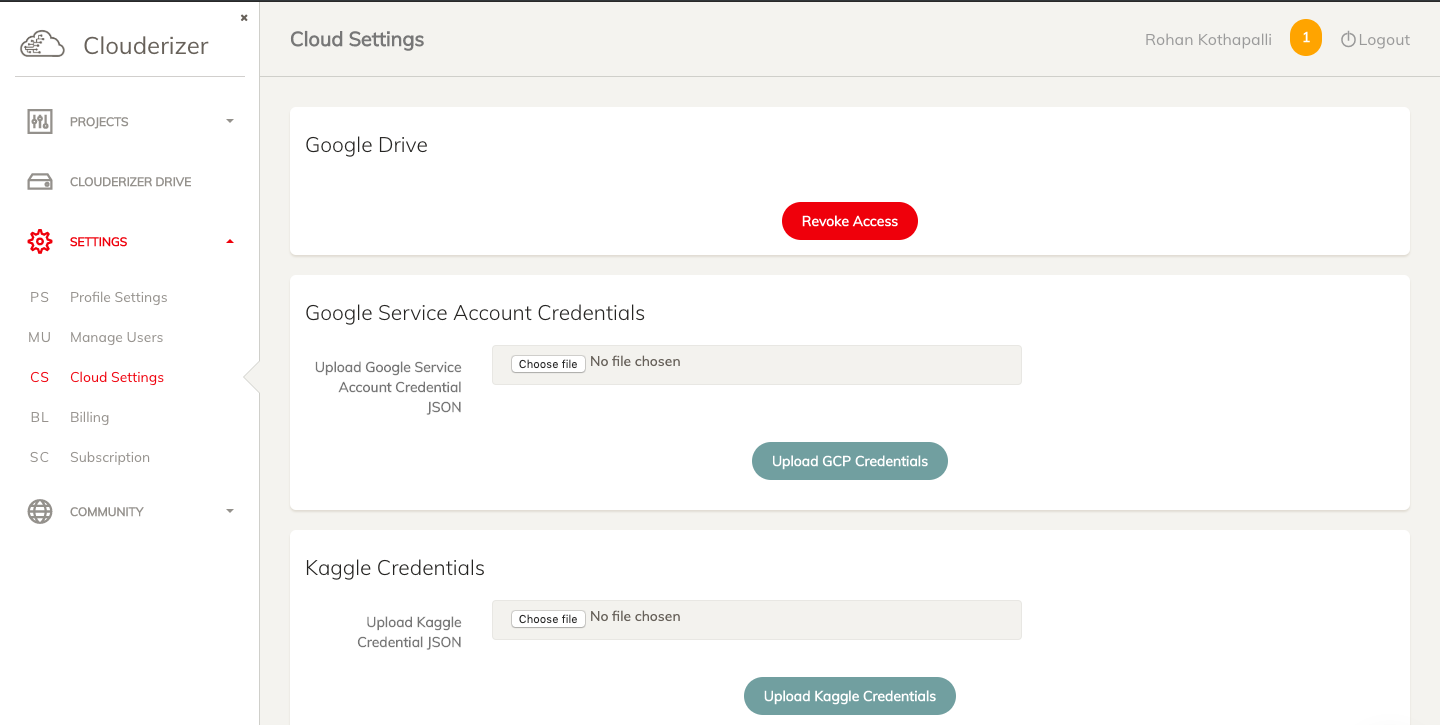 Clouderizer
Cloud Settings
Rohan Kothapalli
1
Logout
PROJECTS
CLOUDERIZER DRIVE
SETTINGS
PS Profile Settings
MU Manage Users
CS Cloud Settings
BL Billing
SC Subscription
COMMUNITY
Google Drive
Revoke Access
Google Service Account Credentials
Upload Google Service
Account Credential
JSON
Choose file No file chosen
Upload GCP Credentials
Kaggle Credentials
Upload Kaggle
Credential JSON
Choose file No file chosen
Upload Kaggle Credentials